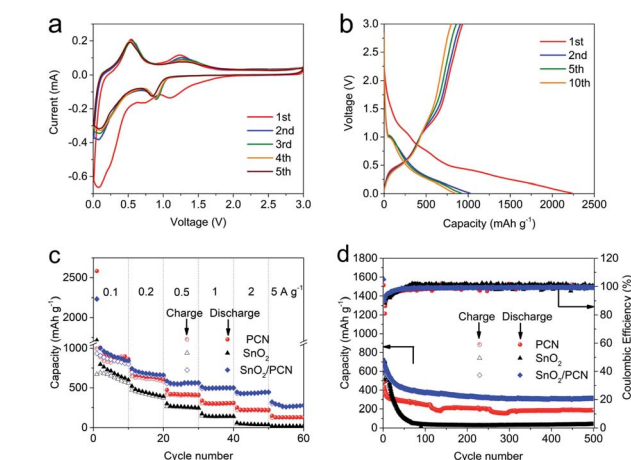 a
0.2
0.0
-0.2
-0.4
-0.6
Current (mA)
1st
2nd
3rd
4th
5th
0.0 0.5 1.0 1.5 2.0 2.5 3.0
Voltage (V)
b
3.0
2.5
2.0
1.5
1.0
0.5
0.0
Voltage (V)
1st
2nd
5th
10th
0 500 1000 1500 2000 2500
Capacity (mAh g⁻¹)
c
2500
2000
1000
500
0
Capacity (mAh g⁻¹)
0.1 0.2 0.5 1 2 5 A g⁻¹
Charge Discharge
PCN
SnO₂
SnO₂/PCN
0 20 40 60
Cycle number
d
1800
1600
1400
1200
1000
800
600
400
200
0
Capacity (mAh g⁻¹)
120
100
80
60
40
20
0
Coulombic Efficiency (%)
Charge Discharge
PCN
SnO₂
SnO₂/PCN
0 100 200 300 400 500
Cycle number